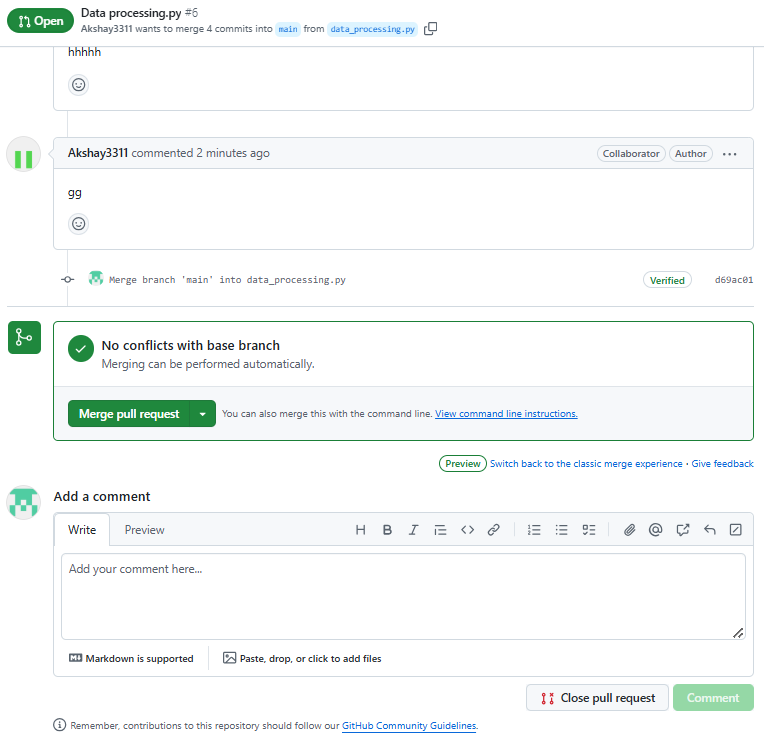 Open
Data processing.py #6
Akshay3311 wants to merge 4 commits into main from data_processing.py
hhhhh
Akshay3311 commented 2 minutes ago
Collaborator
Author
gg
Merge branch 'main' into data_processing.py
Verified
d69ac01
No conflicts with base branch
Merging can be performed automatically.
Merge pull request
You can also merge this with the command line. View command line instructions.
Preview
Switch back to the classic merge experience • Give feedback
Add a comment
Write
Preview
Add your comment here...
Markdown is supported
Paste, drop, or click to add files
Close pull request
Comment
Remember, contributions to this repository should follow our GitHub Community Guidelines.